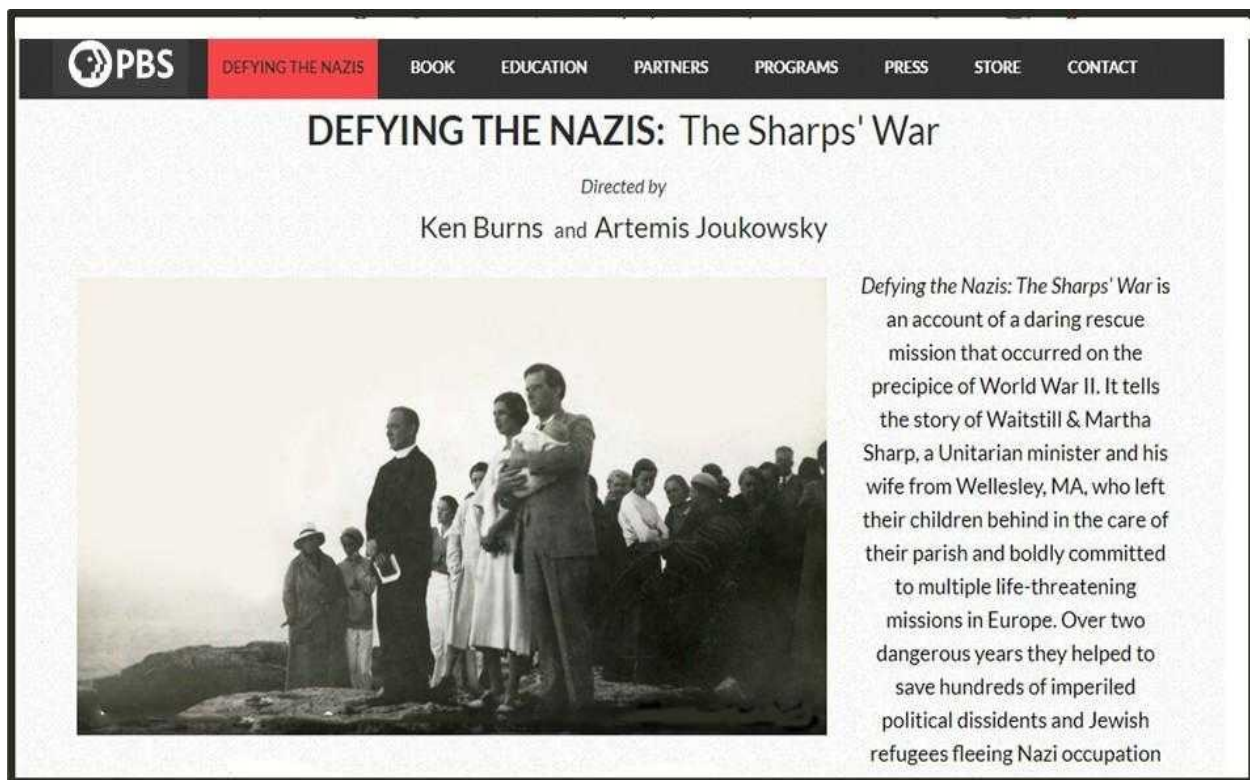 PBS DEFYING THE NAZIS BOOK EDUCATION PARTNERS PROGRAMS PRESS STORE CONTACT
DEFYING THE NAZIS: The Sharps' War
Directed by
Ken Burns and Artemis Joukowsky
Defying the Nazis: The Sharps' War is
an account of a daring rescue
mission that occurred on the
precipice of World War II. It tells
the story of Waitstill & Martha
Sharp, a Unitarian minister and his
wife from Wellesley, MA, who left
their children behind in the care of
their parish and boldly committed
to multiple life-threatening
missions in Europe. Over two
dangerous years they helped to
save hundreds of imperiled
political dissidents and Jewish
refugees fleeing Nazi occupation